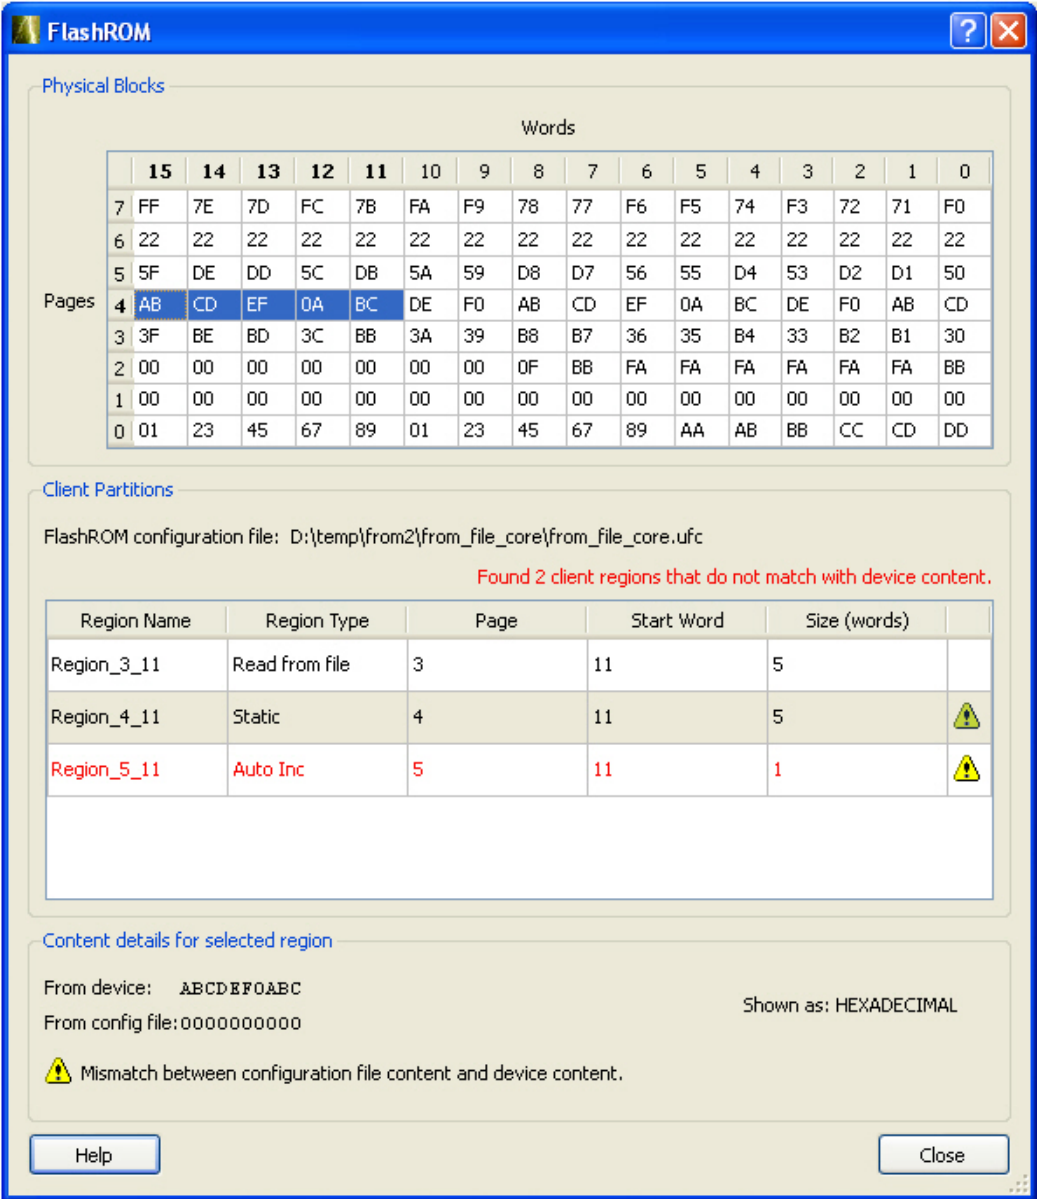 FlashROM
Physical Blocks
Words
15 14 13 12 11 10 9 8 7 6 5 4 3 2 1 0
7 FF 7E 7D FC 7B FA F9 78 77 F6 F5 74 F3 72 71 F0
6 22 22 22 22 22 22 22 22 22 22 22 22 22 22 22 22
5 5F DE DD 5C DB 5A 59 D8 D7 56 55 D4 53 D2 D1 50
Pages 4 AB CD EF 0A BC DE F0 AB CD EF 0A BC DE F0 AB CD
3 3F BE BD 3C BB 3A 39 B8 B7 36 35 B4 33 B2 B1 30
2 00 00 00 00 00 00 00 0F BB FA FA FA FA FA FA BB
1 00 00 00 00 00 00 00 00 00 00 00 00 00 00 00 00
0 01 23 45 67 89 01 23 45 67 89 AA AB BB CC CD DD
Client Partitions
FlashROM configuration file: D:\temp\from2\from_file_core\from_file_core.ufc
Found 2 client regions that do not match with device content.
Region Name Region Type Page Start Word Size (words)
Region_3_11 Read from file 3 11 5
Region_4_11 Static 4 11 5
Region_5_11 Auto Inc 5 11 1
Content details for selected region
From device: ABCDEF0ABC
Shown as: HEXADECIMAL
From config file:0000000000
Mismatch between configuration file content and device content.
Help Close